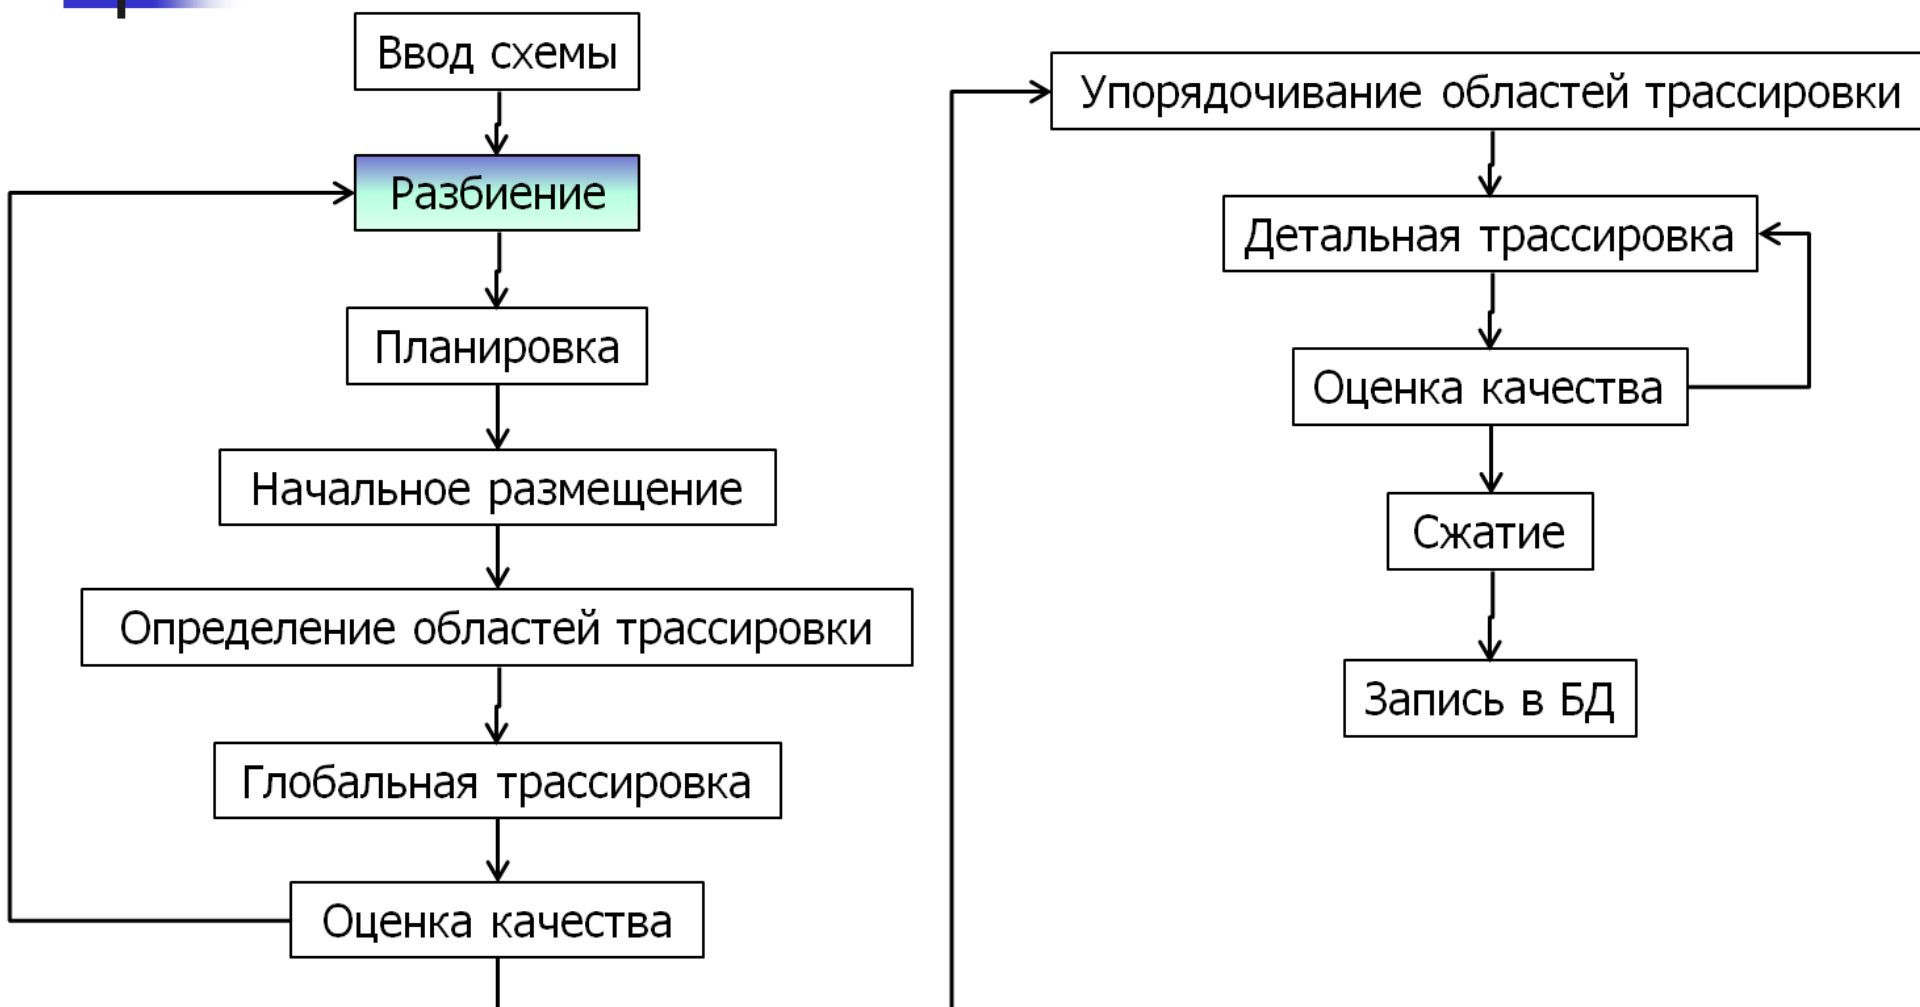 Ввод схемы
Разбиение
Планировка
Начальное размещение
Определение областей трассировки
Глобальная трассировка
Оценка качества
Упорядочивание областей трассировки
Детальная трассировка
Оценка качества
Сжатие
Запись в БД